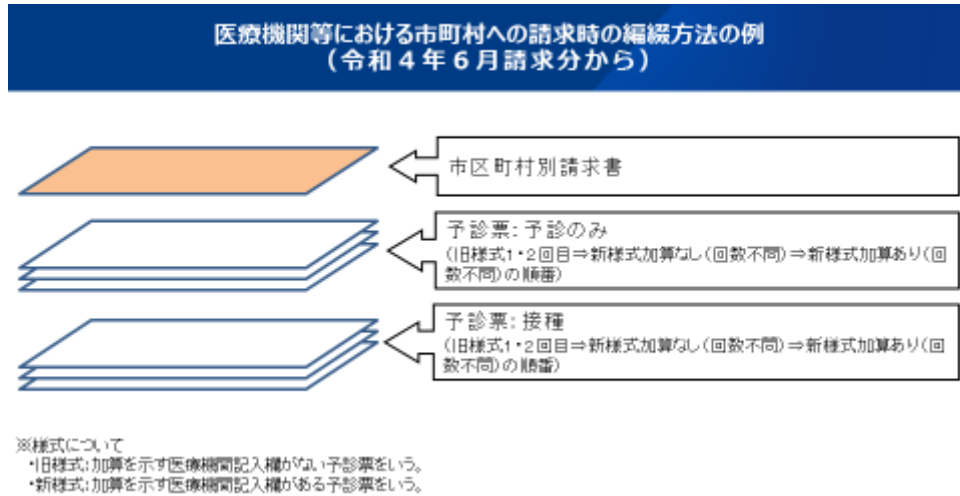 医療機関等における市町村への請求時の編綴方法の例
(令和4年6月請求分から)
市区町村別請求書
予診票:予診のみ
(旧様式1・2回目⇒新様式加算なし(回数不問)⇒新様式加算あり(回
数不問)の順番)
予診票:接種
(旧様式1・2回目⇒新様式加算なし(回数不問)⇒新様式加算あり(回
数不問)の順番)
※様式について
・旧様式:加算を示す医療機関記入欄がない予診票をいう。
・新様式:加算を示す医療機関記入欄がある予診票をいう。